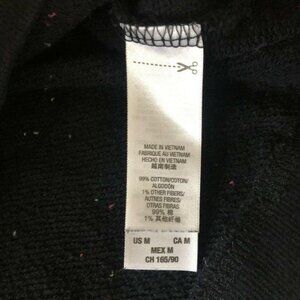 MADE IN VIETNAM
FABRIQUE AU VIETNAM
HECHO EN VIETNAM
越南制造
99% COTTON/COTON/
ALGODÓN
1% OTHER FIBERS/
AUTRES FIBRES/
OTRAS FIBRAS
99% 棉
1% 其他纤维
US M CA M
MEX M
CH 165/90